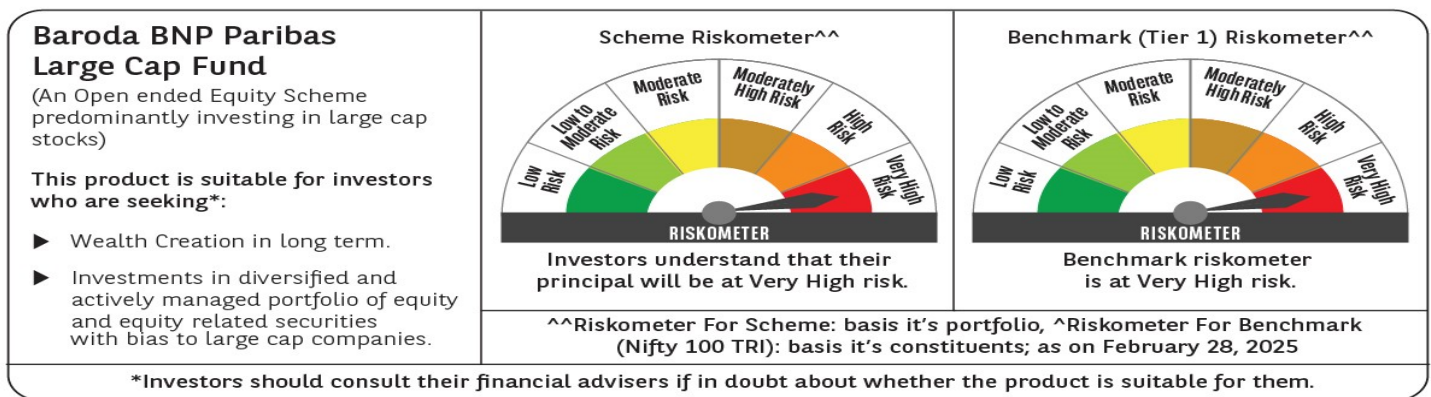 Baroda BNP Paribas
Large Cap Fund
(An Open ended Equity Scheme
predominantly investing in large cap
stocks)
This product is suitable for investors
who are seeking*:
► Wealth Creation in long term.
► Investments in diversified and
actively managed portfolio of equity
and equity related securities
with bias to large cap companies.
Scheme Riskometer^^
Low
Risk
Low to
Moderate
Risk
Moderate
Risk
Moderately
High Risk
High
Risk
Very High
Risk
RISKOMETER
Investors understand that their
principal will be at Very High risk.
Benchmark (Tier 1) Riskometer^^
Low
Risk
Low to
Moderate
Risk
Moderate
Risk
Moderately
High Risk
High
Risk
Very High
Risk
RISKOMETER
Benchmark riskometer
is at Very High risk.
^^Riskometer For Scheme: basis it's portfolio, ^Riskometer For Benchmark
(Nifty 100 TRI): basis it's constituents; as on February 28, 2025
*Investors should consult their financial advisers if in doubt about whether the product is suitable for them.